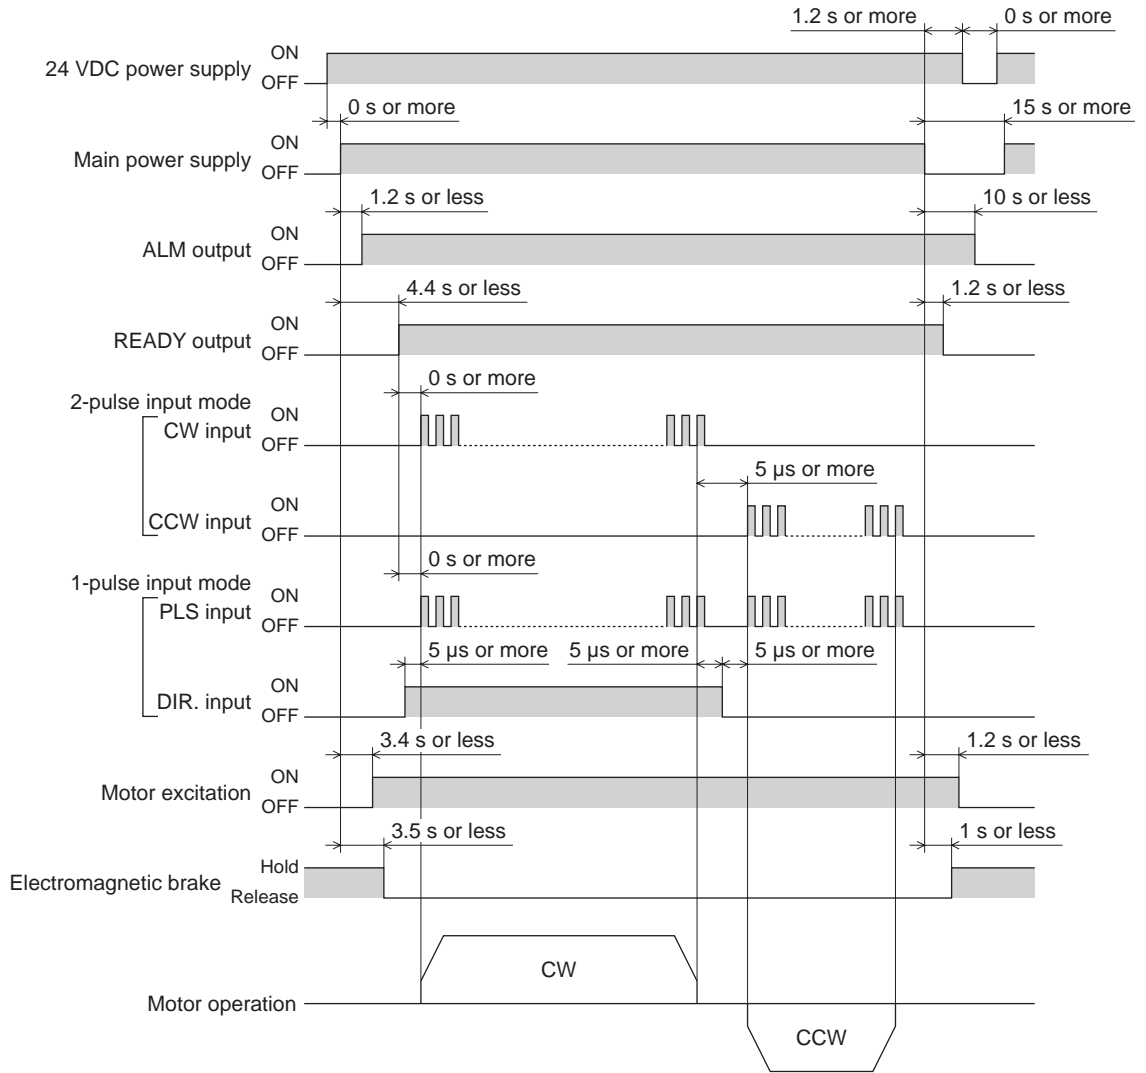 1.2 s or more 0 s or more
24 VDC power supply ON
OFF
0 s or more 15 s or more
Main power supply ON
OFF
1.2 s or less 10 s or less
ALM output ON
OFF
4.4 s or less 1.2 s or less
READY output ON
OFF
0 s or more
2-pulse input mode
CW input ON
OFF
5 µs or more
CCW input ON
OFF
0 s or more
1-pulse input mode
PLS input ON
OFF
5 µs or more 5 µs or more 5 µs or more
DIR. input ON
OFF
3.4 s or less 1.2 s or less
Motor excitation ON
OFF
3.5 s or less 1 s or less
Electromagnetic brake Hold
Release
CW
Motor operation
CCW